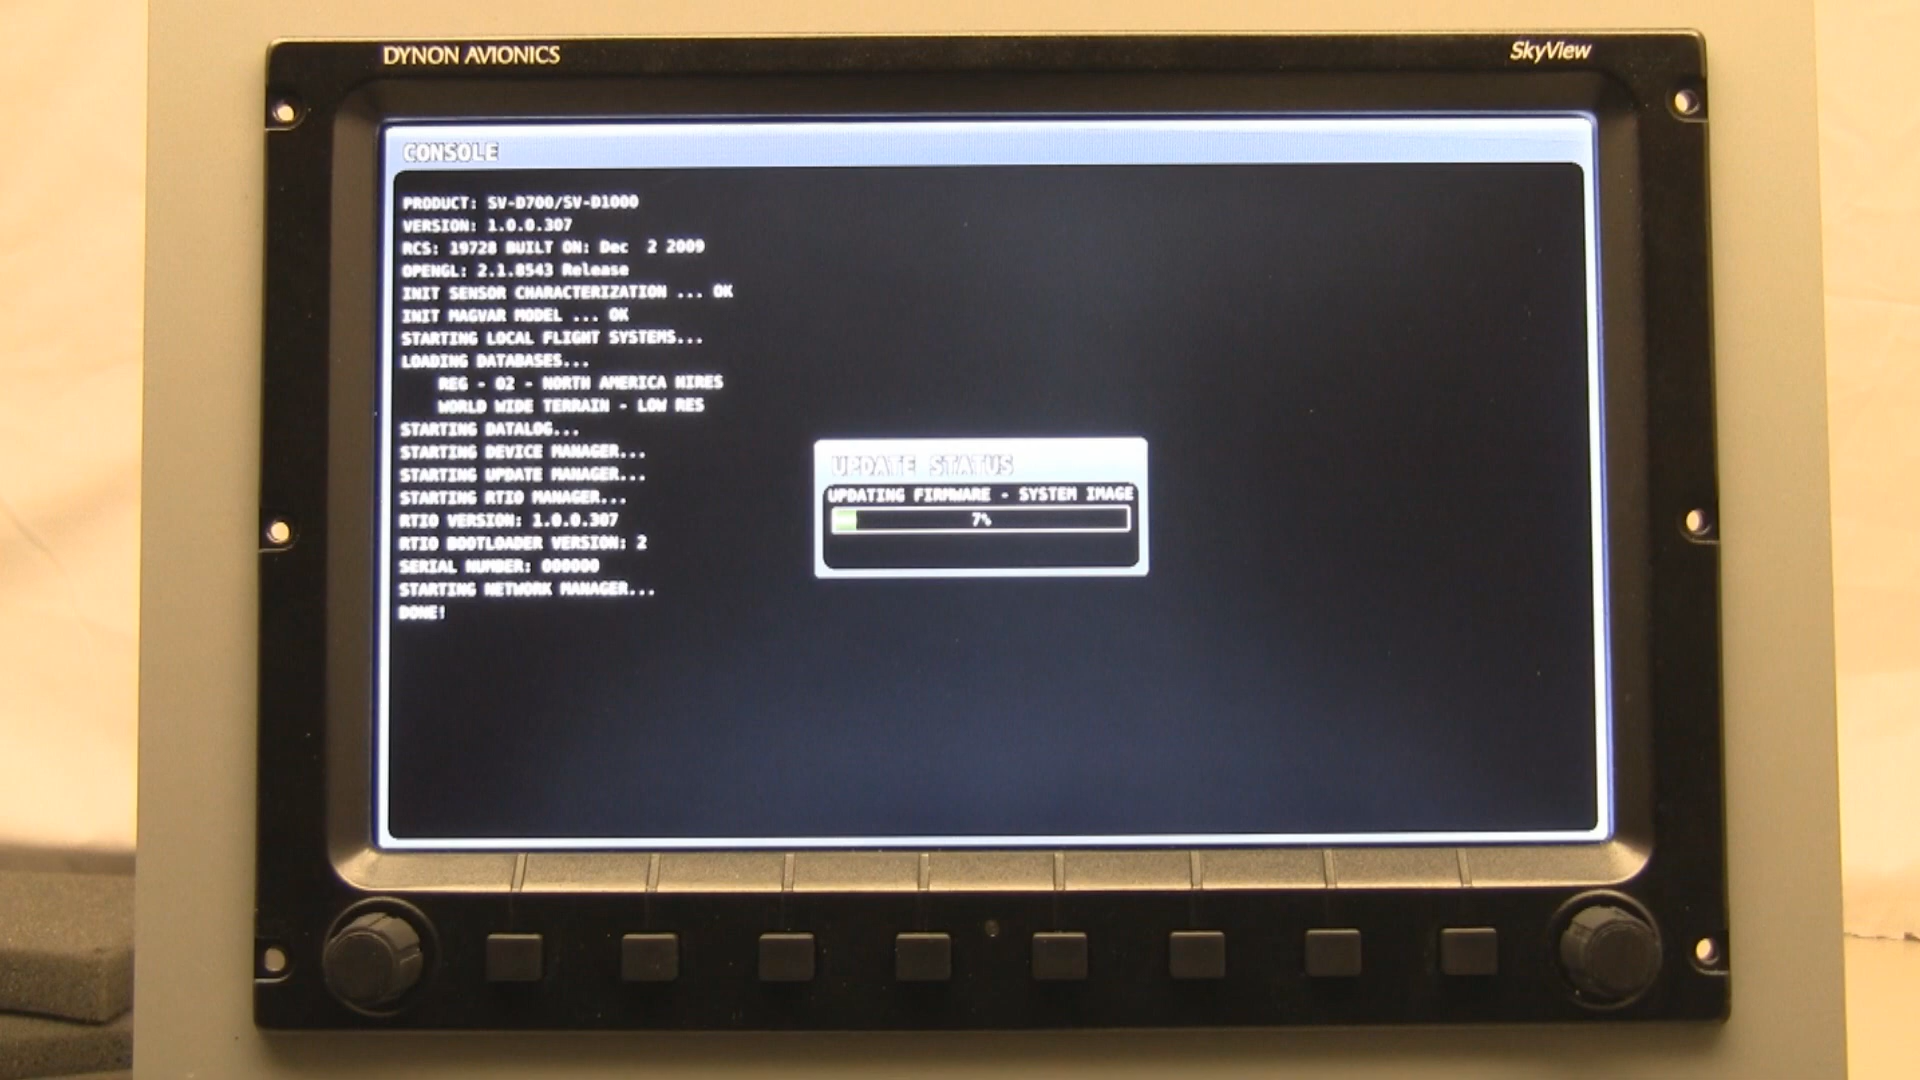 DYNON AVIONICS
SkyView
CONSOLE
PRODUCT: SV-D700/SV-D1000
VERSION: 1.0.0.307
RCS: 19728 BUILT ON: Dec  2 2009
OPENGL: 2.1.8543 Release
INIT SENSOR CHARACTERIZATION ... OK
INIT MAGVAR MODEL ... OK
STARTING LOCAL FLIGHT SYSTEMS...
LOADING DATABASES...
REG - 02 - NORTH AMERICA HIRES
WORLD WIDE TERRAIN - LOW RES
STARTING DATALOG...
STARTING DEVICE MANAGER...
STARTING UPDATE MANAGER...
STARTING RTIO MANAGER...
RTIO VERSION: 1.0.0.307
RTIO BOOTLOADER VERSION: 2
SERIAL NUMBER: 000000
STARTING NETWORK MANAGER...
DONE!
UPDATE STATUS
UPDATING FIRMWARE - SYSTEM IMAGE
7%